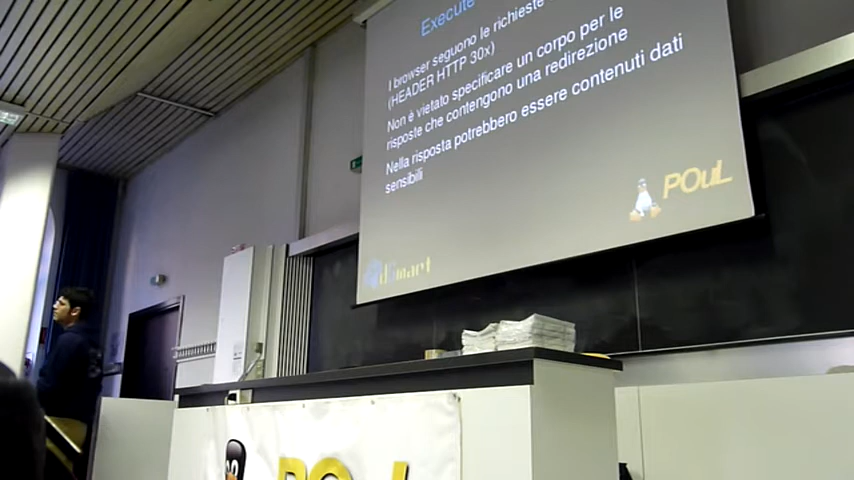 Execute
I browser seguono le richieste
(HEADER HTTP 30x)
Non è vietato specificare un corpo per le
risposte che contengono una redirezione
Nella risposta potrebbero essere contenuti dati
sensibili
POuL